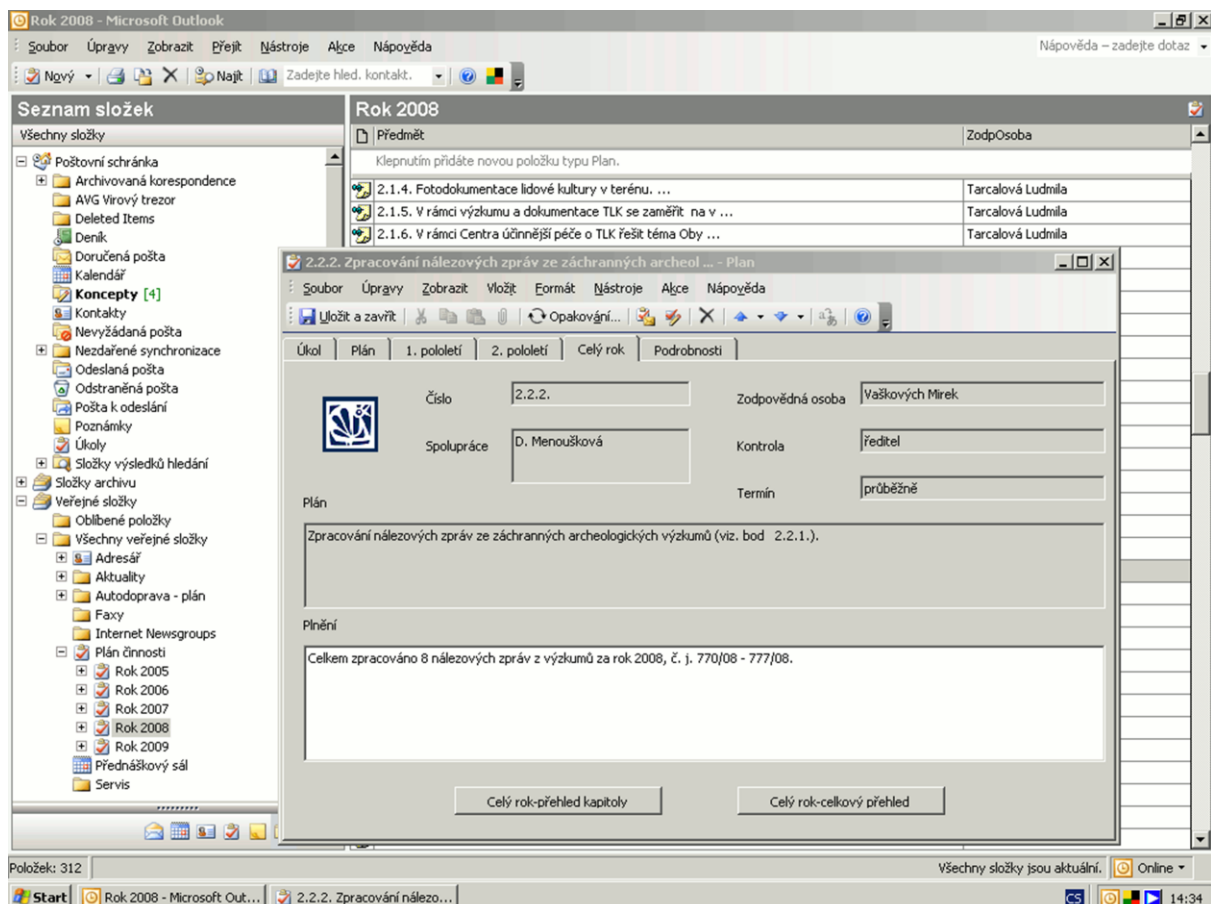 Rok 2008 - Microsoft Outlook
Soubor Úpravy Zobrazit Přejít Nástroje Akce Nápověda
Nápověda – zadejte dotaz
Nový Najít Zadejte hled. kontakt.
Seznam složek
Všechny složky
Poštovní schránka
Archivovaná korespondence
AVG Virový trezor
Deleted Items
Deník
Doručená pošta
Kalendář
Koncepty [4]
Kontakty
Nevyžádaná pošta
Nezdařené synchronizace
Odeslaná pošta
Odstraněná pošta
Pošta k odeslání
Poznámky
Úkoly
Složky výsledků hledání
Složky archivu
Veřejné složky
Oblíbené položky
Všechny veřejné složky
Adresář
Aktuality
Autodoprava - plán
Faxy
Internet Newsgroups
Plán činnosti
Rok 2005
Rok 2006
Rok 2007
Rok 2008
Rok 2009
Přednáškový sál
Servis
Rok 2008
Předmět ZodpOsoba
Klepnutím přidáte novou položku typu Plan.
2.1.4. Fotodokumentace lidové kultury v terénu. ... Tarcalová Ludmila
2.1.5. V rámci výzkumu a dokumentace TLK se zaměřit na v ... Tarcalová Ludmila
2.1.6. V rámci Centra účinnější péče o TLK řešit téma Oby ... Tarcalová Ludmila
2.2.2. Zpracování nálezových zpráv ze záchranných archeol ... - Plan
Soubor Úpravy Zobrazit Vložit Formát Nástroje Akce Nápověda
Uložit a zavřít Opakování...
Úkol Plán 1. pololetí 2. pololetí Celý rok Podrobnosti
Číslo 2.2.2. Zodpovědná osoba Vaškových Mirek
Spolupráce D. Menoušková Kontrola ředitel
Termín průběžně
Plán
Zpracování nálezových zpráv ze záchranných archeologických výzkumů (viz. bod 2.2.1.).
Plnění
Celkem zpracováno 8 nálezových zpráv z výzkumů za rok 2008, č. j. 770/08 - 777/08.
Celý rok-přehled kapitoly Celý rok-celkový přehled
Položek: 312 Všechny složky jsou aktuální. Online
Start Rok 2008 - Microsoft Out... 2.2.2. Zpracování nálezo... CS 14:34